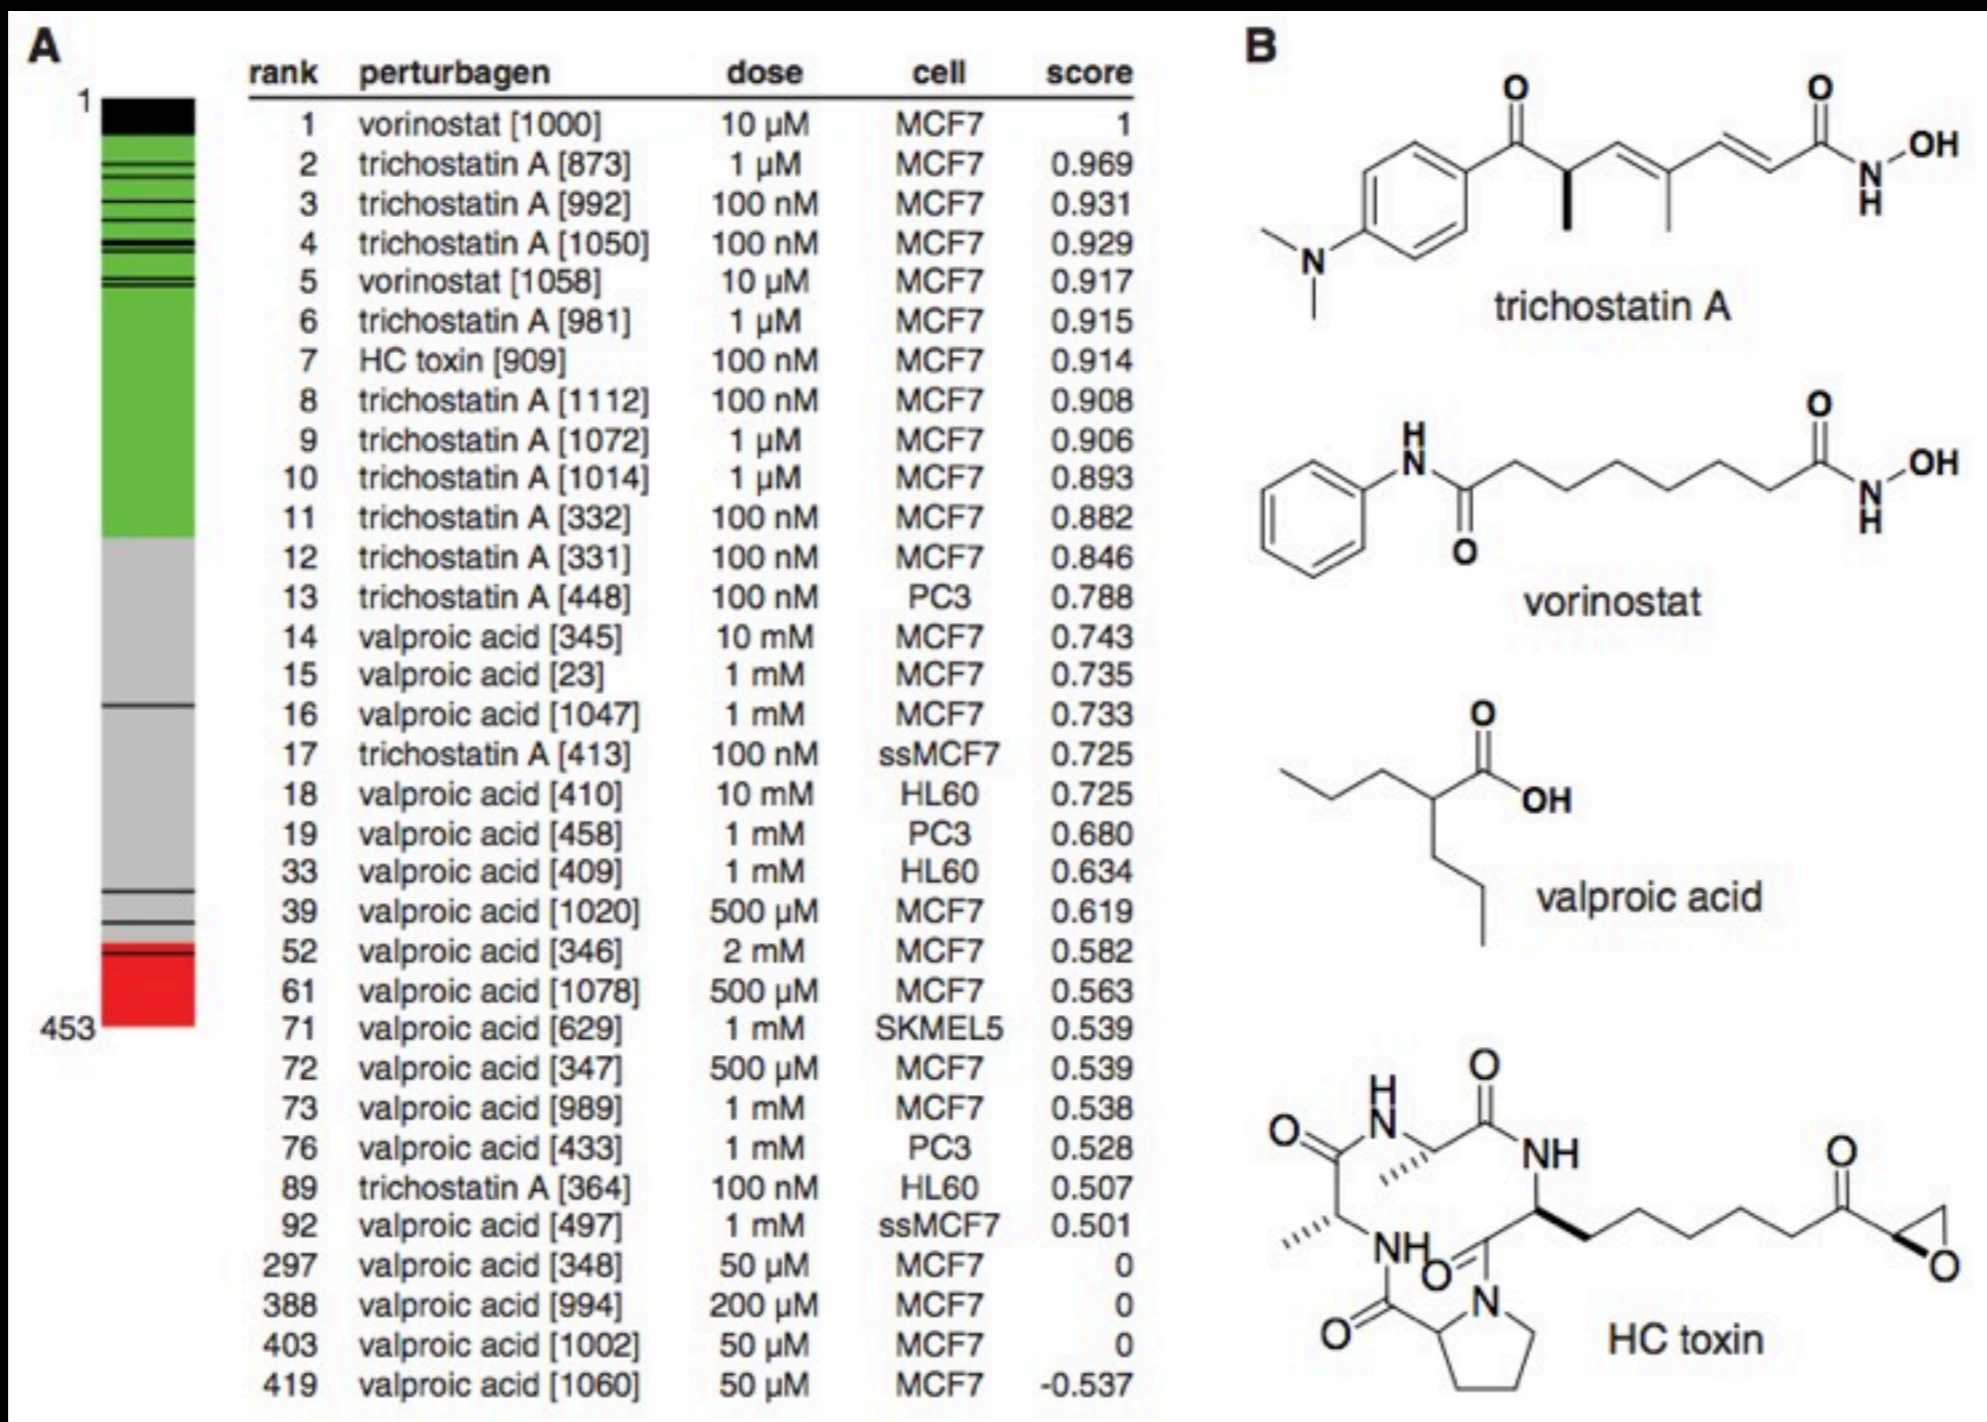 A
1
453
rank perturbagen dose cell score
1 vorinostat [1000] 10 µM MCF7 1
2 trichostatin A [873] 1 µM MCF7 0.969
3 trichostatin A [992] 100 nM MCF7 0.931
4 trichostatin A [1050] 100 nM MCF7 0.929
5 vorinostat [1058] 10 µM MCF7 0.917
6 trichostatin A [981] 1 µM MCF7 0.915
7 HC toxin [909] 100 nM MCF7 0.914
8 trichostatin A [1112] 100 nM MCF7 0.908
9 trichostatin A [1072] 1 µM MCF7 0.906
10 trichostatin A [1014] 1 µM MCF7 0.893
11 trichostatin A [332] 100 nM MCF7 0.882
12 trichostatin A [331] 100 nM MCF7 0.846
13 trichostatin A [448] 100 nM PC3 0.788
14 valproic acid [345] 10 mM MCF7 0.743
15 valproic acid [23] 1 mM MCF7 0.735
16 valproic acid [1047] 1 mM MCF7 0.733
17 trichostatin A [413] 100 nM ssMCF7 0.725
18 valproic acid [410] 10 mM HL60 0.725
19 valproic acid [458] 1 mM PC3 0.680
33 valproic acid [409] 1 mM HL60 0.634
39 valproic acid [1020] 500 µM MCF7 0.619
52 valproic acid [346] 2 mM MCF7 0.582
61 valproic acid [1078] 500 µM MCF7 0.563
71 valproic acid [629] 1 mM SKMEL5 0.539
72 valproic acid [347] 500 µM MCF7 0.539
73 valproic acid [989] 1 mM MCF7 0.538
76 valproic acid [433] 1 mM PC3 0.528
89 trichostatin A [364] 100 nM HL60 0.507
92 valproic acid [497] 1 mM ssMCF7 0.501
297 valproic acid [348] 50 µM MCF7 0
388 valproic acid [994] 200 µM MCF7 0
403 valproic acid [1002] 50 µM MCF7 0
419 valproic acid [1060] 50 µM MCF7 -0.537
B
O O
OH
N
H
N
trichostatin A
O
H
N
OH
N
H
O
vorinostat
O
OH
valproic acid
O
H
N
O
NH
O
NH
O
O
N
O
HC toxin